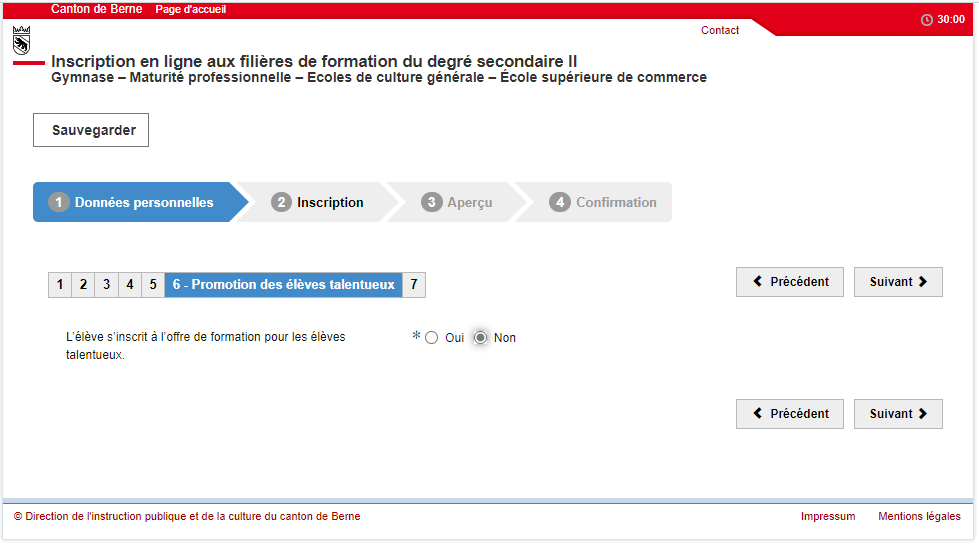 Canton de Berne Page d'accueil
30:00
Contact
Inscription en ligne aux filières de formation du degré secondaire II
Gymnase – Maturité professionnelle – Ecoles de culture générale – École supérieure de commerce
Sauvegarder
1 Données personnelles 2 Inscription 3 Aperçu 4 Confirmation
1 2 3 4 5 6 - Promotion des élèves talentueux 7 Précédent Suivant
L'élève s'inscrit à l'offre de formation pour les élèves * Oui Non
talentueux.
Précédent Suivant
© Direction de l'instruction publique et de la culture du canton de Berne Impressum Mentions légales